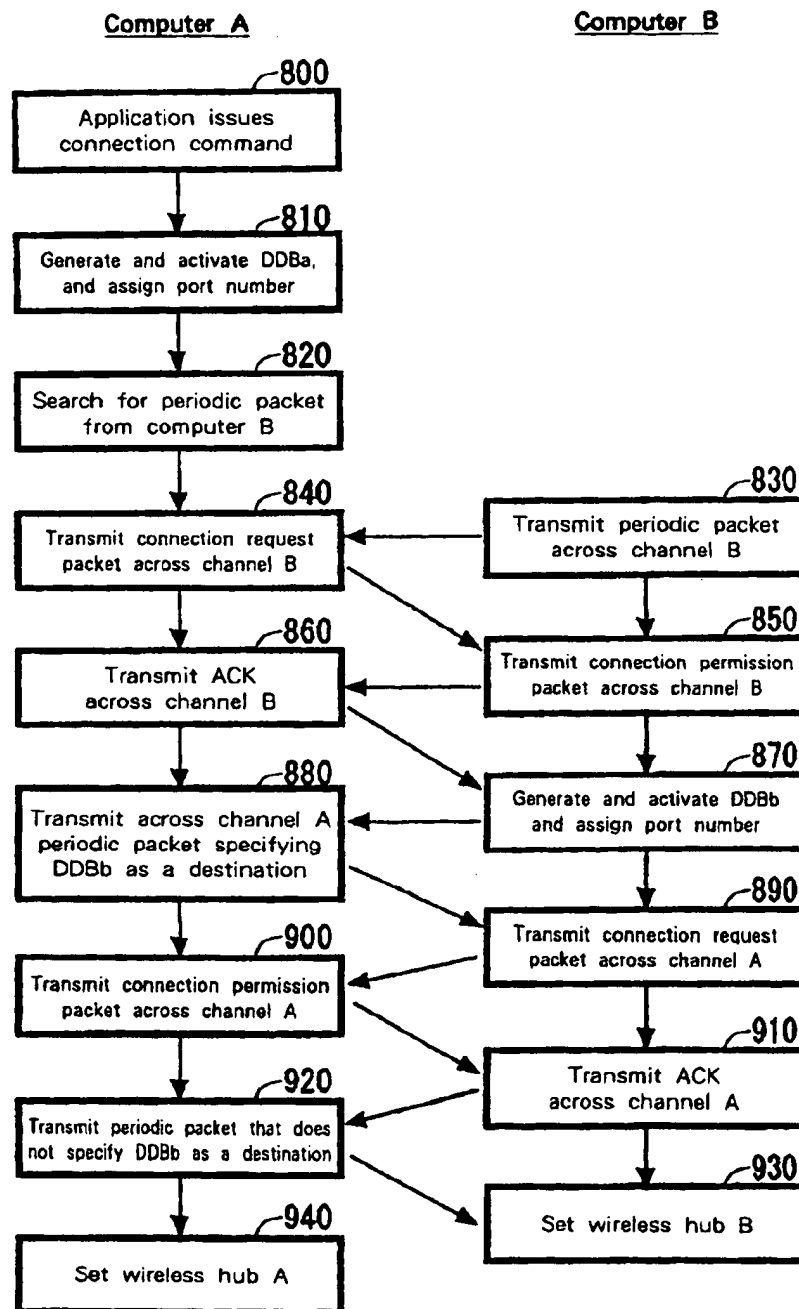 Computer A
Computer B
800
Application issues
connection command
810
Generate and activate DDBa,
and assign port number
820
Search for periodic packet
from computer B
830
Transmit periodic packet
across channel B
840
Transmit connection request
packet across channel B
850
Transmit connection permission
packet across channel B
860
Transmit ACK
across channel B
870
Generate and activate DDBb
and assign port number
880
Transmit across channel A
periodic packet specifying
DDBb as a destination
890
Transmit connection request
packet across channel A
900
Transmit connection permission
packet across channel A
910
Transmit ACK
across channel A
920
Transmit periodic packet that does
not specify DDBb as a destination
930
Set wireless hub B
940
Set wireless hub A